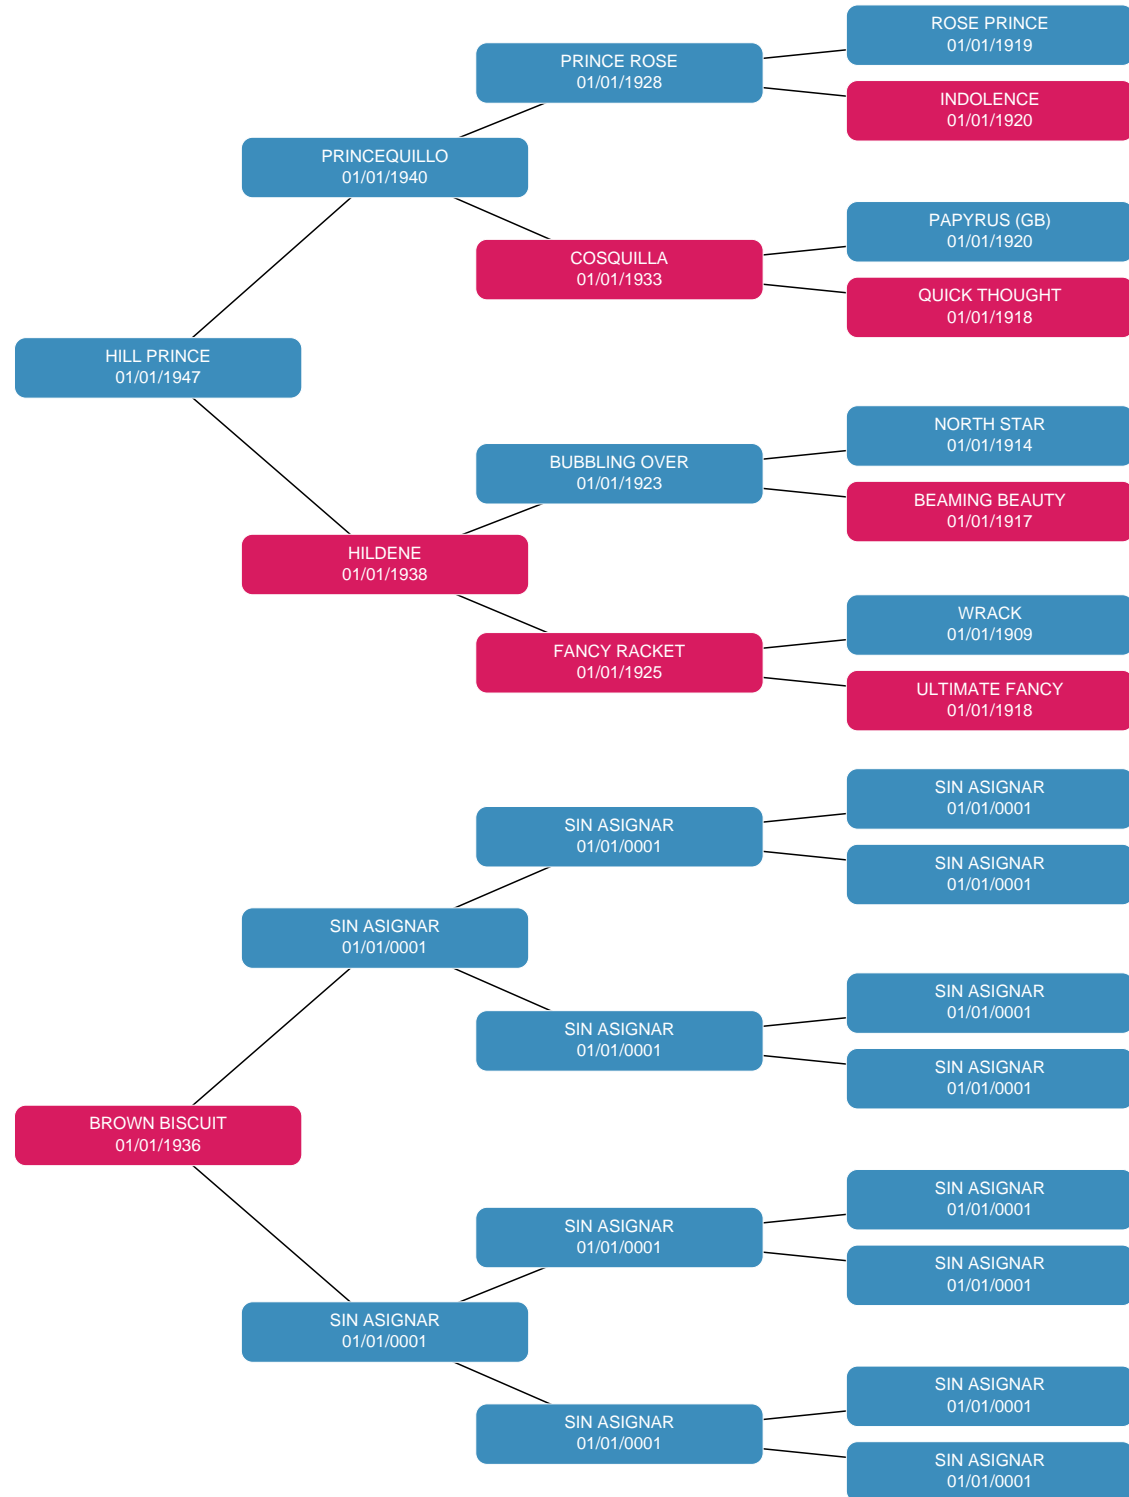 ROSE PRINCE
01/01/1919
PRINCE ROSE
01/01/1928
INDOLENCE
01/01/1920
PRINCEQUILLO
01/01/1940
PAPYRUS (GB)
01/01/1920
COSQUILLA
01/01/1933
QUICK THOUGHT
01/01/1918
HILL PRINCE
01/01/1947
NORTH STAR
01/01/1914
BUBBLING OVER
01/01/1923
BEAMING BEAUTY
01/01/1917
HILDENE
01/01/1938
WRACK
01/01/1909
FANCY RACKET
01/01/1925
ULTIMATE FANCY
01/01/1918
SIN ASIGNAR
01/01/0001
SIN ASIGNAR
01/01/0001
SIN ASIGNAR
01/01/0001
SIN ASIGNAR
01/01/0001
SIN ASIGNAR
01/01/0001
SIN ASIGNAR
01/01/0001
SIN ASIGNAR
01/01/0001
BROWN BISCUIT
01/01/1936
SIN ASIGNAR
01/01/0001
SIN ASIGNAR
01/01/0001
SIN ASIGNAR
01/01/0001
SIN ASIGNAR
01/01/0001
SIN ASIGNAR
01/01/0001
SIN ASIGNAR
01/01/0001
SIN ASIGNAR
01/01/0001